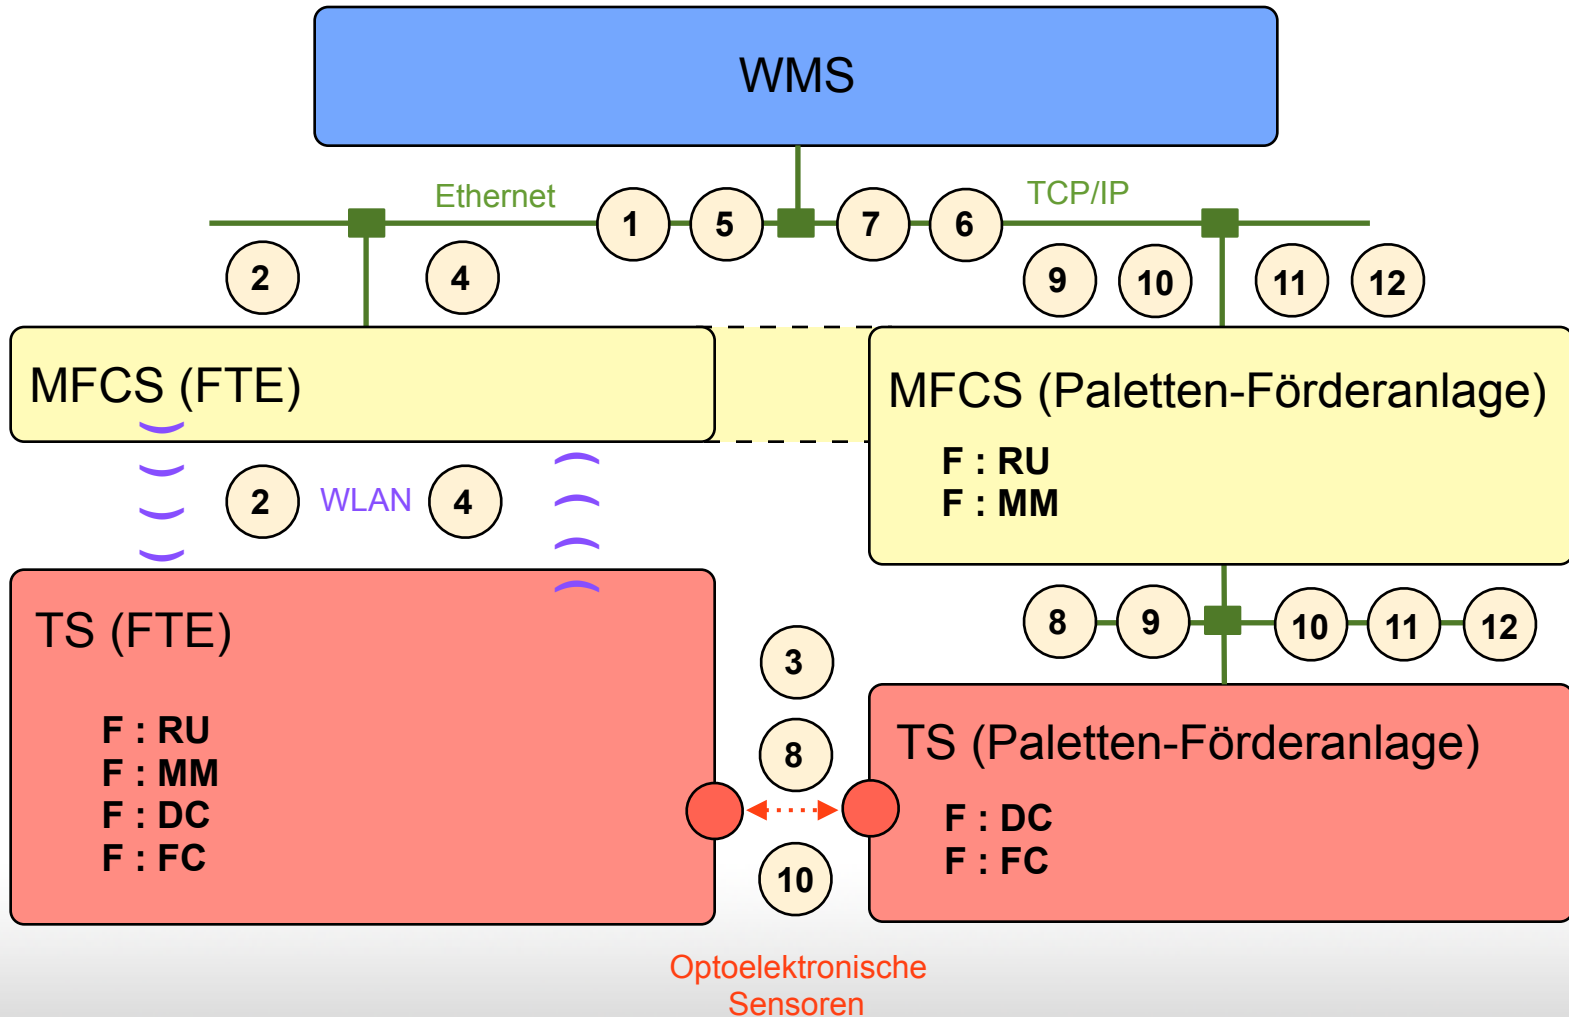 WMS
Ethernet
TCP/IP
1
5
7
6
2
4
9
10
11
12
MFCS (FTE)
MFCS (Paletten-Förderanlage)
F : RU
F : MM
2
WLAN
4
8
9
10
11
12
TS (FTE)
F : RU
F : MM
F : DC
F : FC
3
8
10
TS (Paletten-Förderanlage)
F : DC
F : FC
Optoelektronische
Sensoren